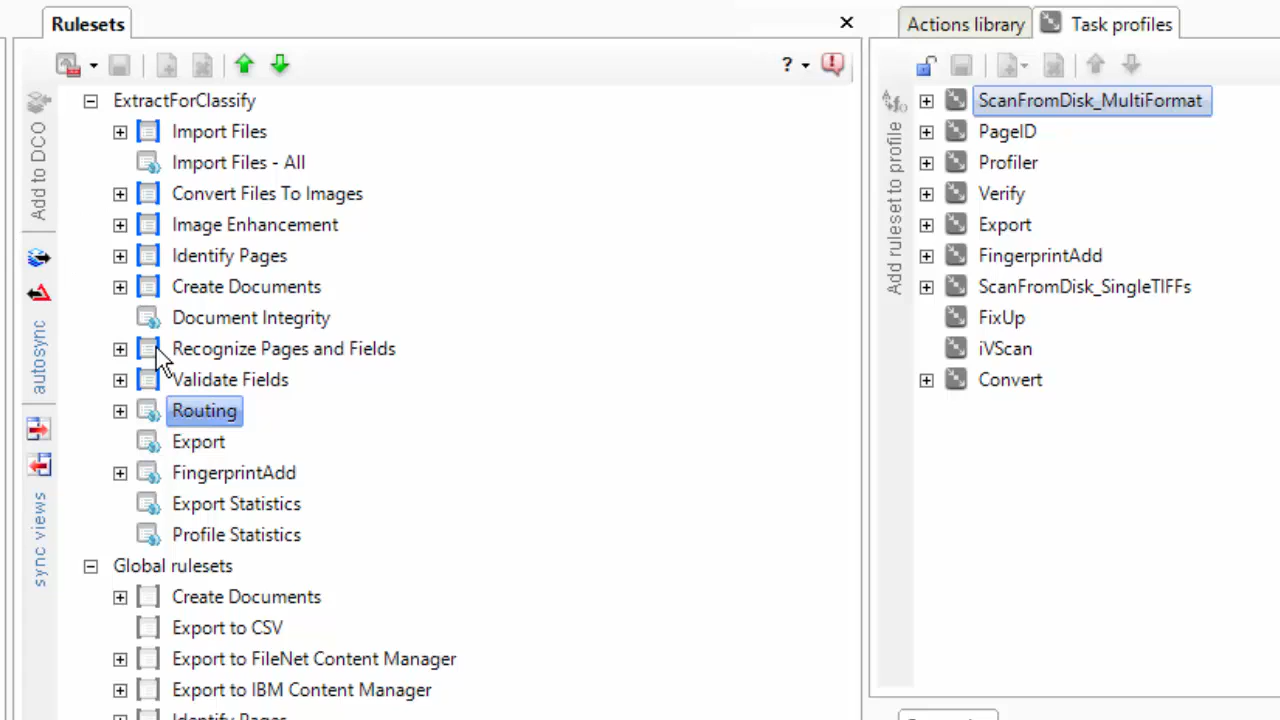 Rulesets
Add to DCO
autosync
sync views
ExtractForClassify
Import Files
Import Files - All
Convert Files To Images
Image Enhancement
Identify Pages
Create Documents
Document Integrity
Recognize Pages and Fields
Validate Fields
Routing
Export
FingerprintAdd
Export Statistics
Profile Statistics
Global rulesets
Create Documents
Export to CSV
Export to FileNet Content Manager
Export to IBM Content Manager
Identify Pages
Actions library
Task profiles
Add ruleset to profile
ScanFromDisk_MultiFormat
PageID
Profiler
Verify
Export
FingerprintAdd
ScanFromDisk_SingleTIFFs
FixUp
iVScan
Convert